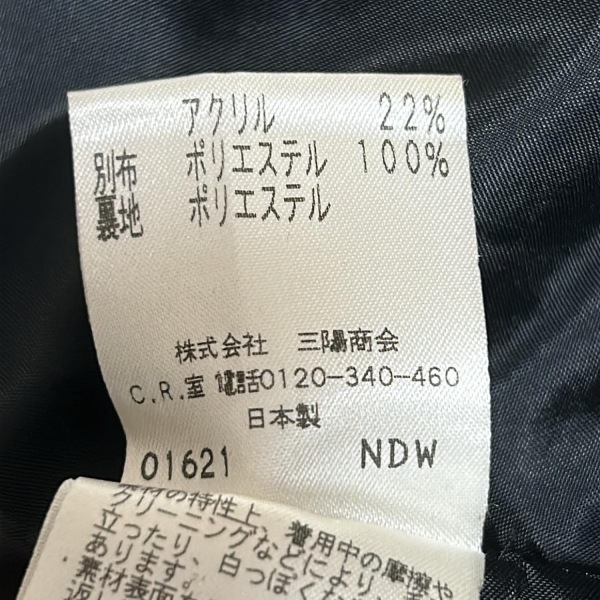 アクリル 22%
別布 ポリエステル 100%
裏地 ポリエステル
株式会社 三陽商会
C.R.室 電話0120-340-460
日本製
01621 NDW
の特性上、着用中の摩擦や
クリーニングなどにより
立ったり、白っぽく
あります。
素材表面
返し